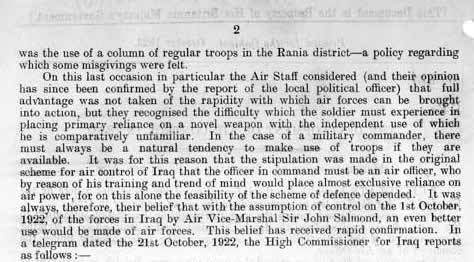 2
was the use of a column of regular troops in the Rania district—a policy regarding
which some misgivings were felt.
On this last occasion in particular the Air Staff considered (and their opinion
has since been confirmed by the report of the local political officer) that full
advantage was not taken of the rapidity with which air forces can be brought
into action, but they recognised the difficulty which the soldier must experience in
placing primary reliance on a novel weapon with the independent use of which
he is comparatively unfamiliar. In the case of a military commander, there
must always be a natural tendency to make use of troops if they are
available. It was for this reason that the stipulation was made in the original
scheme for air control of Iraq that the officer in command must be an air officer, who
by reason of his training and trend of mind would place almost exclusive reliance on
air power, for on this alone the feasibility of the scheme of defence depended. It was
always, therefore, their belief that with the assumption of control on the 1st October,
1922, of the forces in Iraq by Air Vice-Marshal Sir John Salmond, an even better
use would be made of air forces. This belief has received rapid confirmation. In
a telegram dated the 21st October, 1922, the High Commissioner for Iraq reports
as follows :—